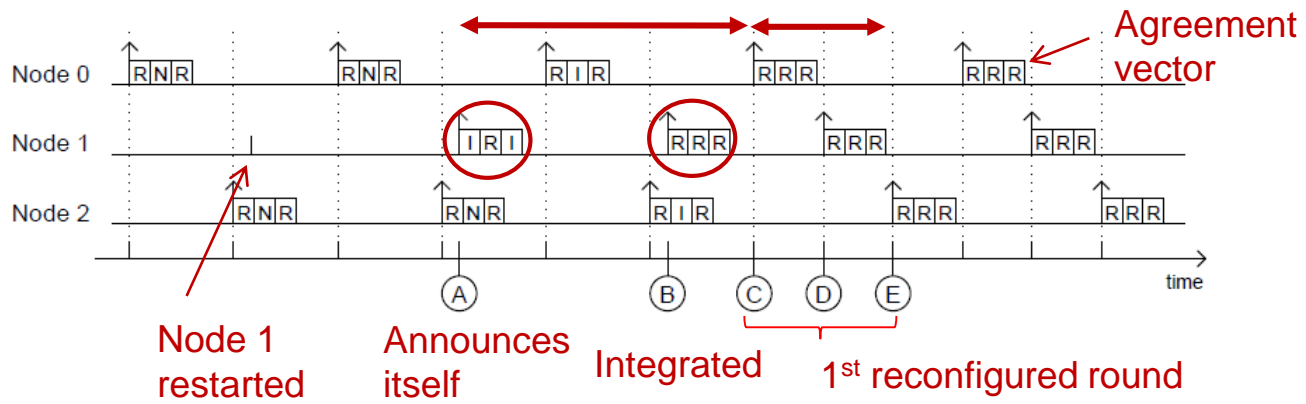 Agreement
vector
Node 0
R N R
R N R
R I R
R R R
R R R
Node 1
I R I
R R R
R R R
R R R
Node 2
R N R
R N R
R I R
R R R
R R R
time
A
B
C
D
E
Node 1
restarted
Announces
itself
Integrated
1st reconfigured round